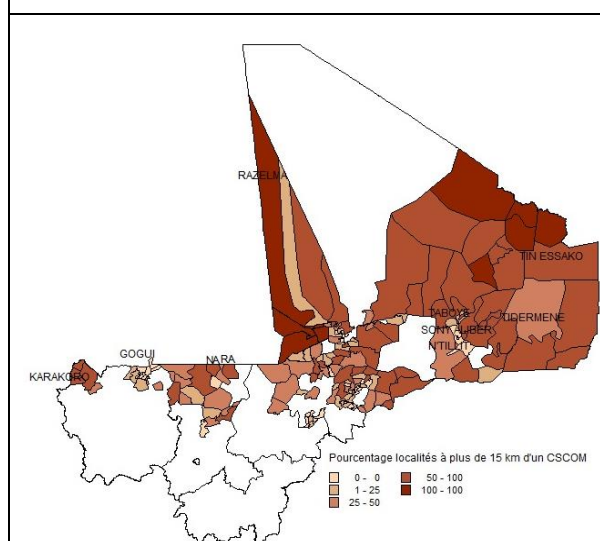 RAZELMA
TIN ESSAKO
TABOYE
TIDERMENE
SONY ALIBER
N'TILLIT
GOGUI
NARA
KARAKORO
Pourcentage localités à plus de 15 km d'un CSCOM
0 - 0
50 - 100
1 - 25
100 - 100
25 - 50